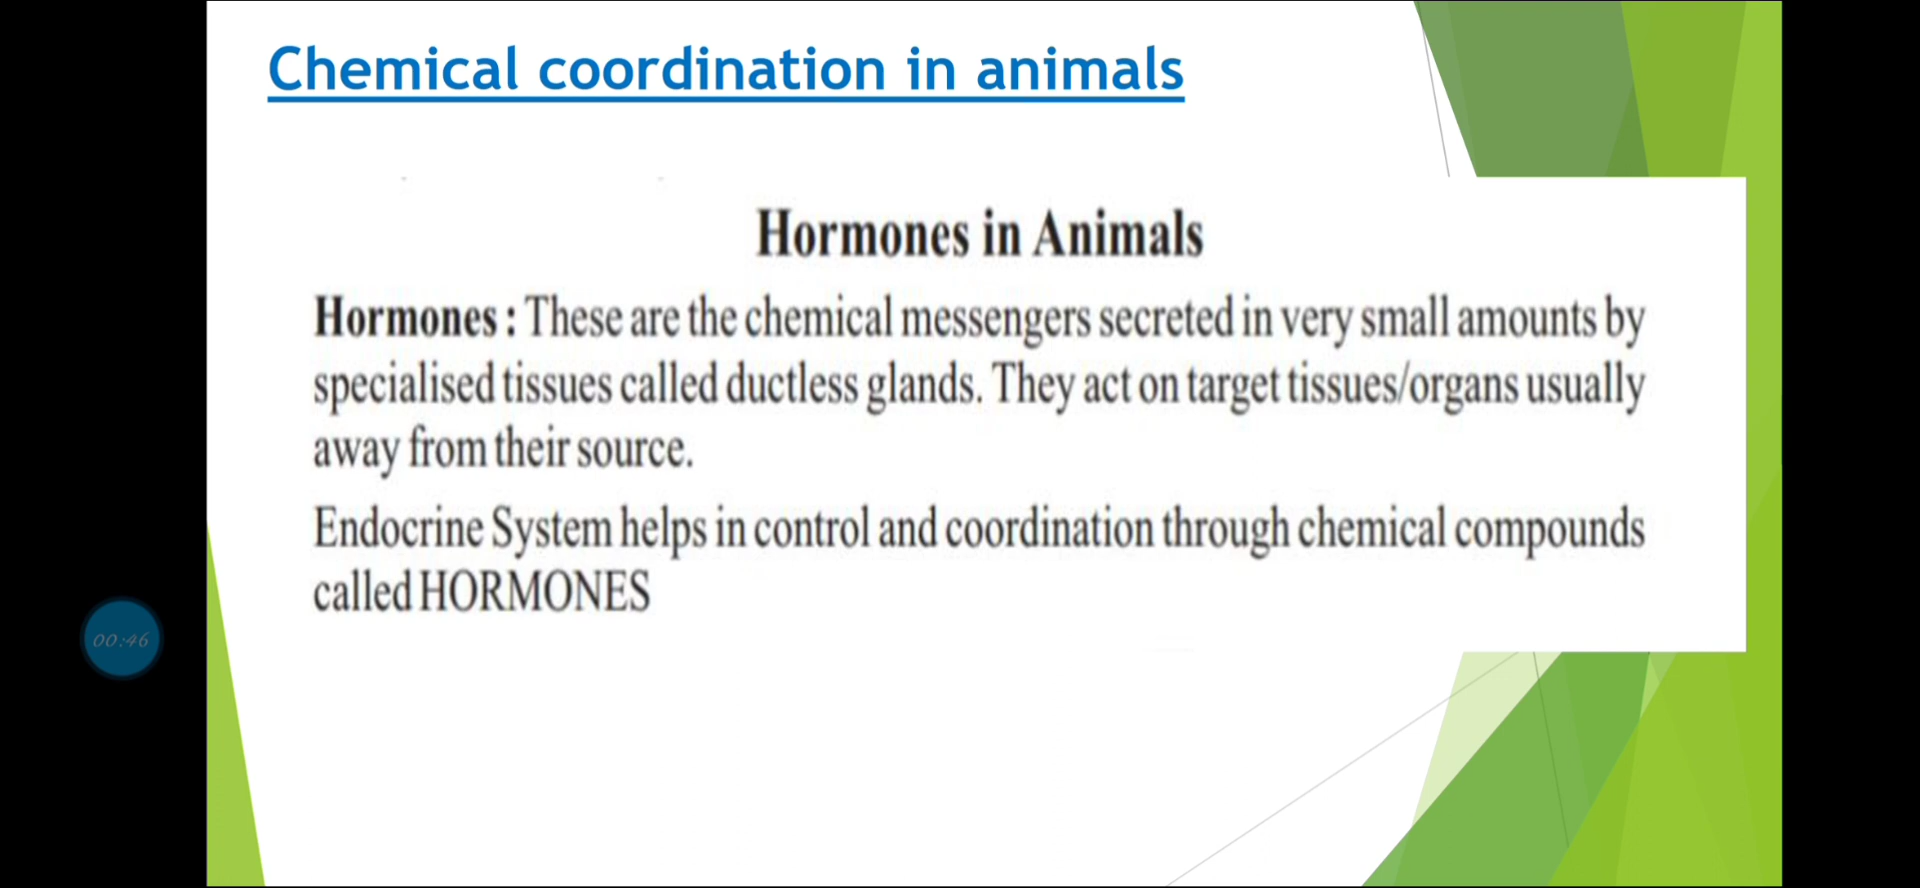 Chemical coordination in animals
Hormones in Animals
Hormones : These are the chemical messengers secreted in very small amounts by
specialised tissues called ductless glands. They act on target tissues/organs usually
away from their source.
Endocrine System helps in control and coordination through chemical compounds
called HORMONES
00:46